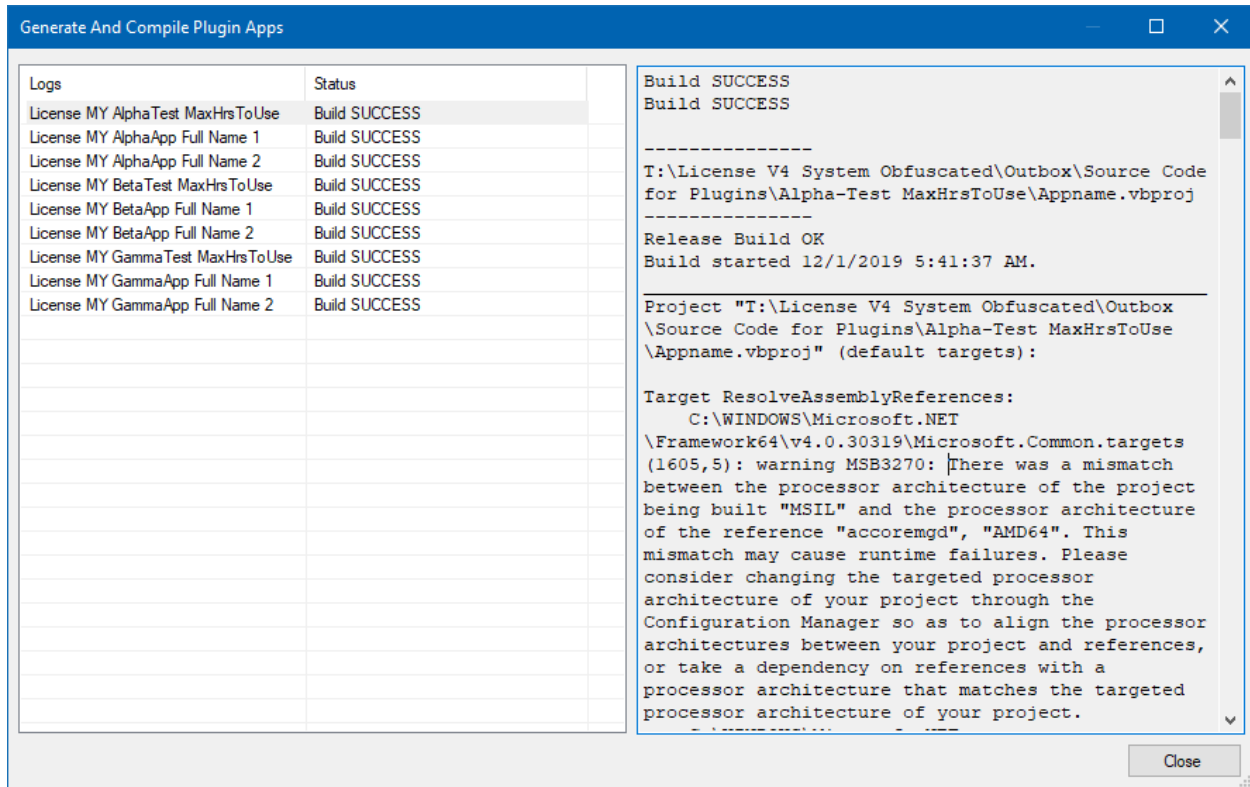 Generate And Compile Plugin Apps
Logs Status
License MY AlphaTest MaxHrsToUse Build SUCCESS
License MY AlphaApp Full Name 1 Build SUCCESS
License MY AlphaApp Full Name 2 Build SUCCESS
License MY BetaTest MaxHrsToUse Build SUCCESS
License MY BetaApp Full Name 1 Build SUCCESS
License MY BetaApp Full Name 2 Build SUCCESS
License MY GammaTest MaxHrsToUse Build SUCCESS
License MY GammaApp Full Name 1 Build SUCCESS
License MY GammaApp Full Name 2 Build SUCCESS
Build SUCCESS
Build SUCCESS
---------------
T:\License V4 System Obfuscated\Outbox\Source Code
for Plugins\Alpha-Test MaxHrsToUse\Appname.vbproj
---------------
Release Build OK
Build started 12/1/2019 5:41:37 AM.
__________________________________________________
Project "T:\License V4 System Obfuscated\Outbox
\Source Code for Plugins\Alpha-Test MaxHrsToUse
\Appname.vbproj" (default targets):
Target ResolveAssemblyReferences:
C:\WINDOWS\Microsoft.NET
\Framework64\v4.0.30319\Microsoft.Common.targets
(1605,5): warning MSB3270: There was a mismatch
between the processor architecture of the project
being built "MSIL" and the processor architecture
of the reference "accoremgd", "AMD64". This
mismatch may cause runtime failures. Please
consider changing the targeted processor
architecture of your project through the
Configuration Manager so as to align the processor
architectures between your project and references,
or take a dependency on references with a
processor architecture that matches the targeted
processor architecture of your project.
Close